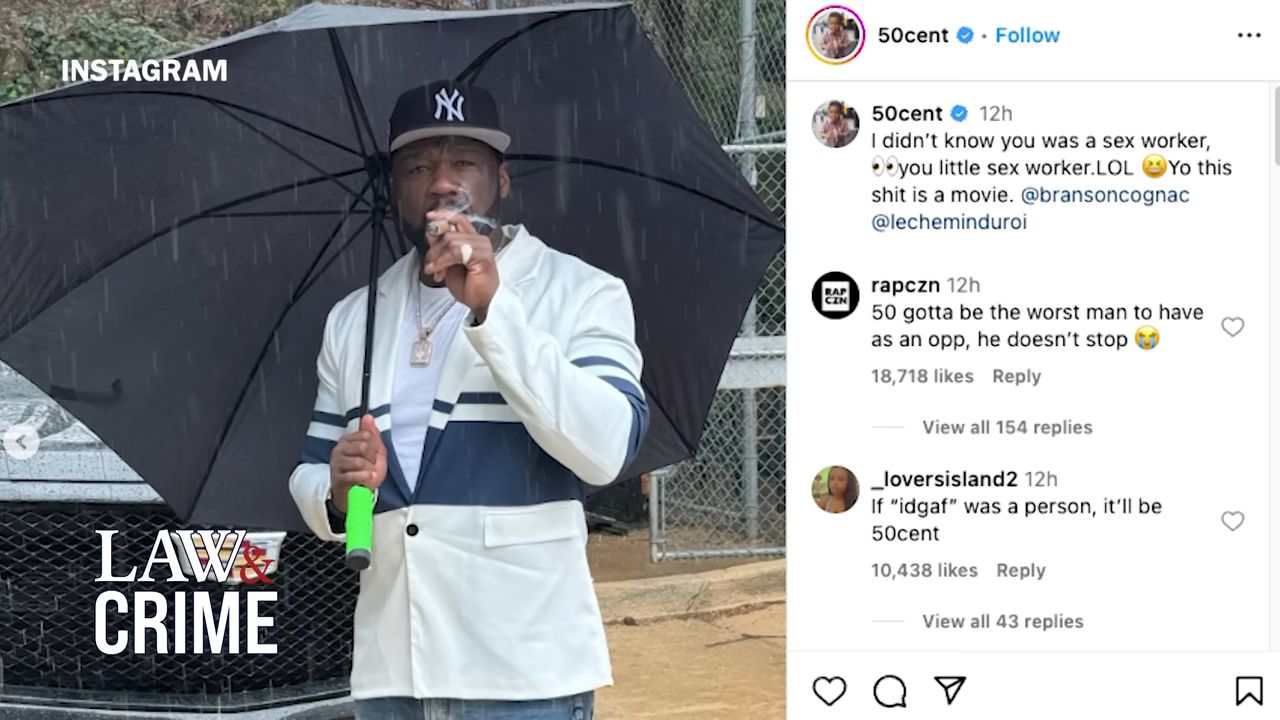 INSTAGRAM
NY
LAW&
CRIME
50cent · Follow
50cent 12h
I didn’t know you was a sex worker,
👀you little sex worker.LOL 😆Yo this
shit is a movie. @bransoncognac
@lecheminduroi
RAP
CZN
rapczn 12h
50 gotta be the worst man to have
as an opp, he doesn’t stop 😭
18,718 likes Reply
View all 154 replies
_loversisland2 12h
If “idgaf” was a person, it’ll be
50cent
10,438 likes Reply
View all 43 replies